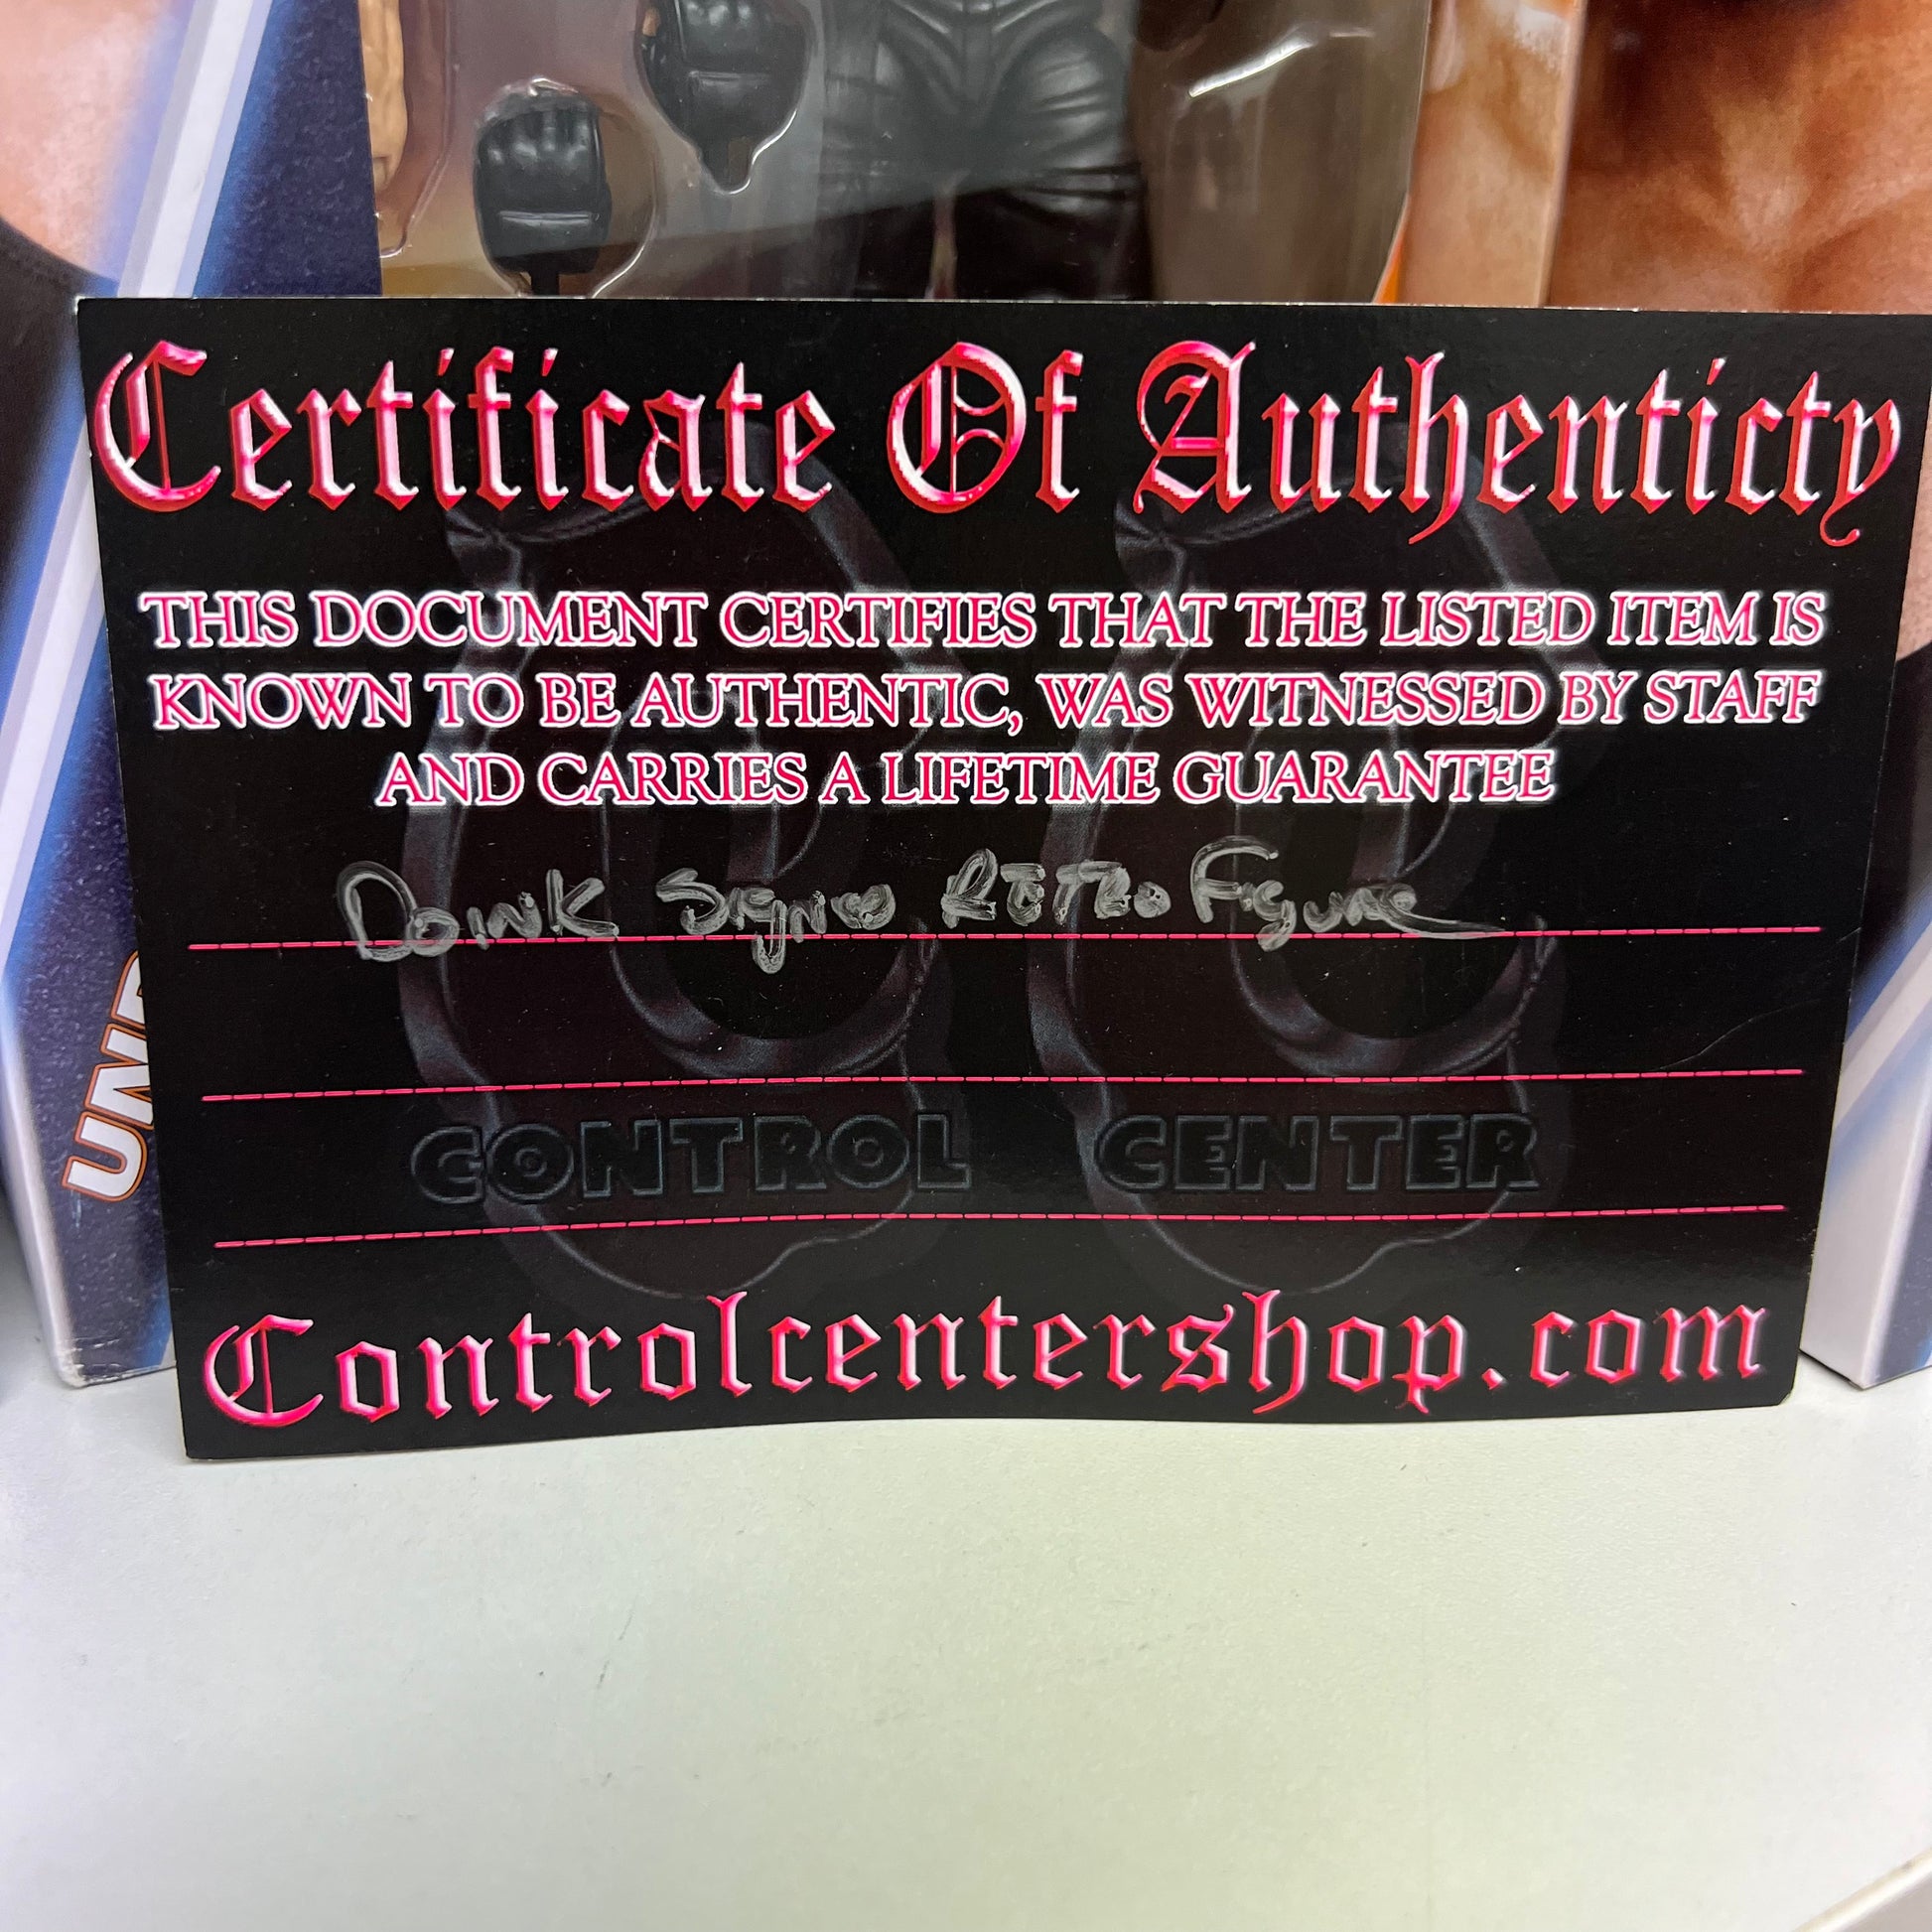 Certificate Of Authenticty
THIS DOCUMENT CERTIFIES THAT THE LISTED ITEM IS
KNOWN TO BE AUTHENTIC, WAS WITNESSED BY STAFF
AND CARRIES A LIFETIME GUARANTEE
Doink Signed Retro Figure
CONTROL CENTER
Controlcentershop.com